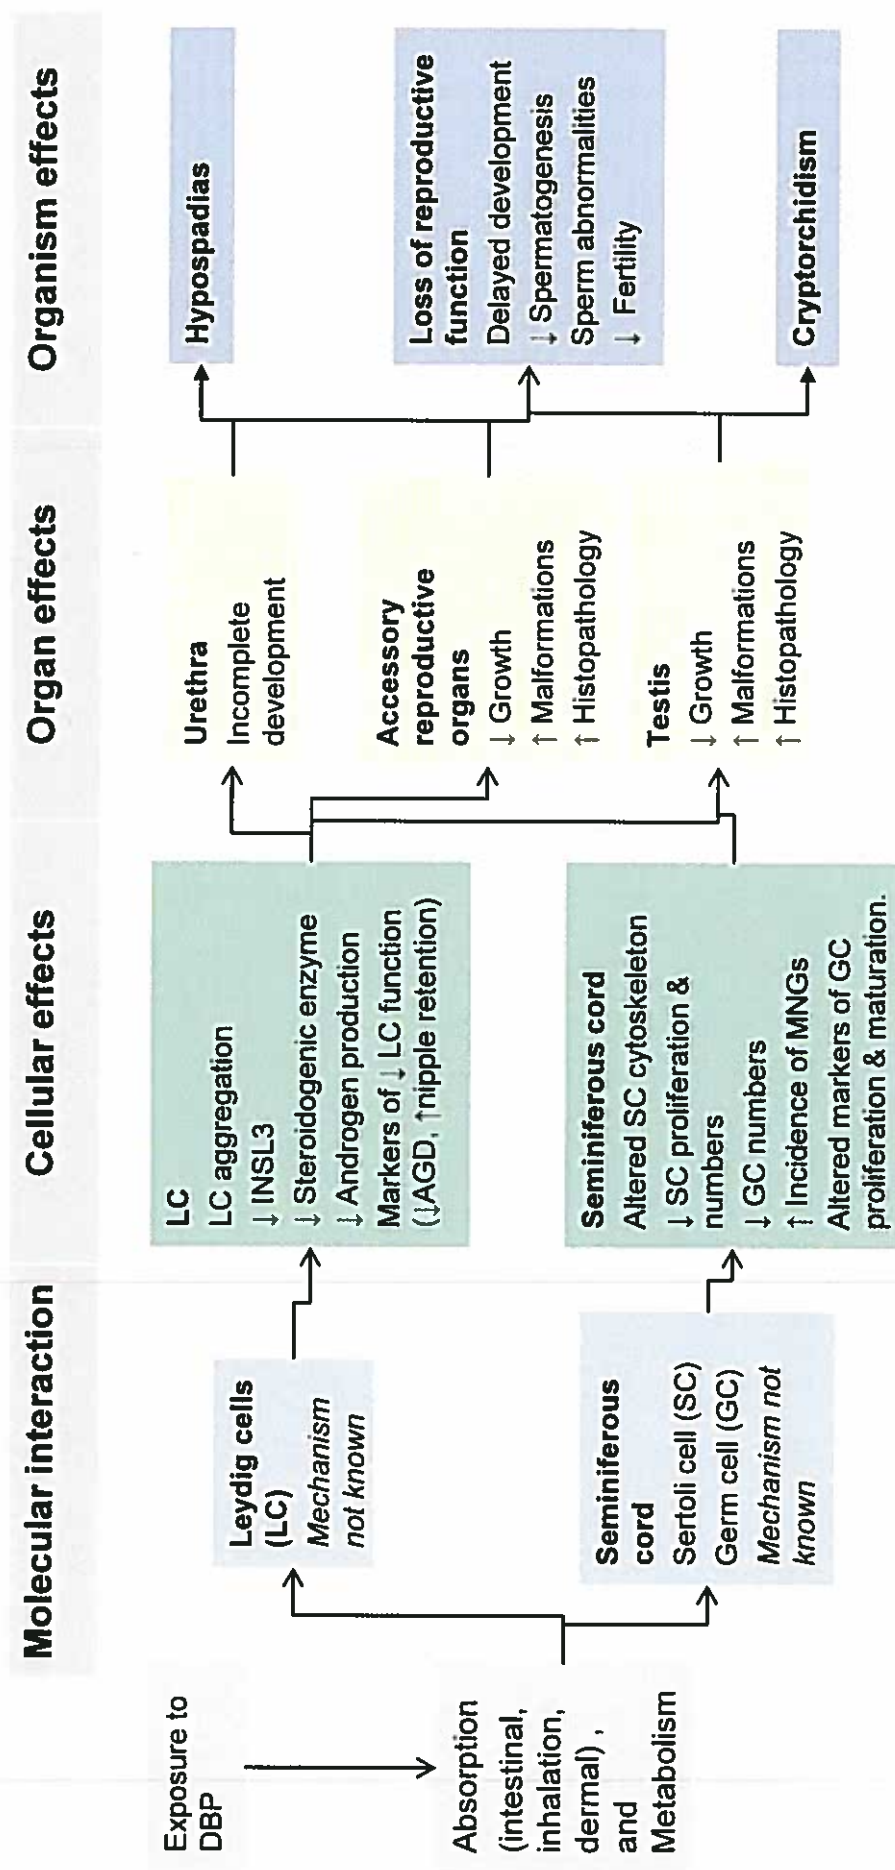 Molecular interaction
Cellular effects
Organ effects
Organism effects
Exposure to
DBP
Absorption
(intestinal,
inhalation,
dermal) ,
and
Metabolism
Leydig cells
(LC)
Mechanism
not known
Seminiferous
cord
Sertoli cell (SC)
Germ cell (GC)
Mechanism not
known
LC
LC aggregation
↓ INSL3
↓ Steroidogenic enzyme
↓ Androgen production
Markers of ↓ LC function
(↓AGD, ↑nipple retention)
Seminiferous cord
Altered SC cytoskeleton
↓ SC proliferation &
numbers
↓ GC numbers
↑ Incidence of MNGs
Altered markers of GC
proliferation & maturation.
Urethra
Incomplete
development
Accessory
reproductive
organs
↓ Growth
↑ Malformations
↑ Histopathology
Testis
↓ Growth
↑ Malformations
↑ Histopathology
Hypospadias
Loss of reproductive
function
Delayed development
↓ Spermatogenesis
Sperm abnormalities
↓ Fertility
Cryptorchidism